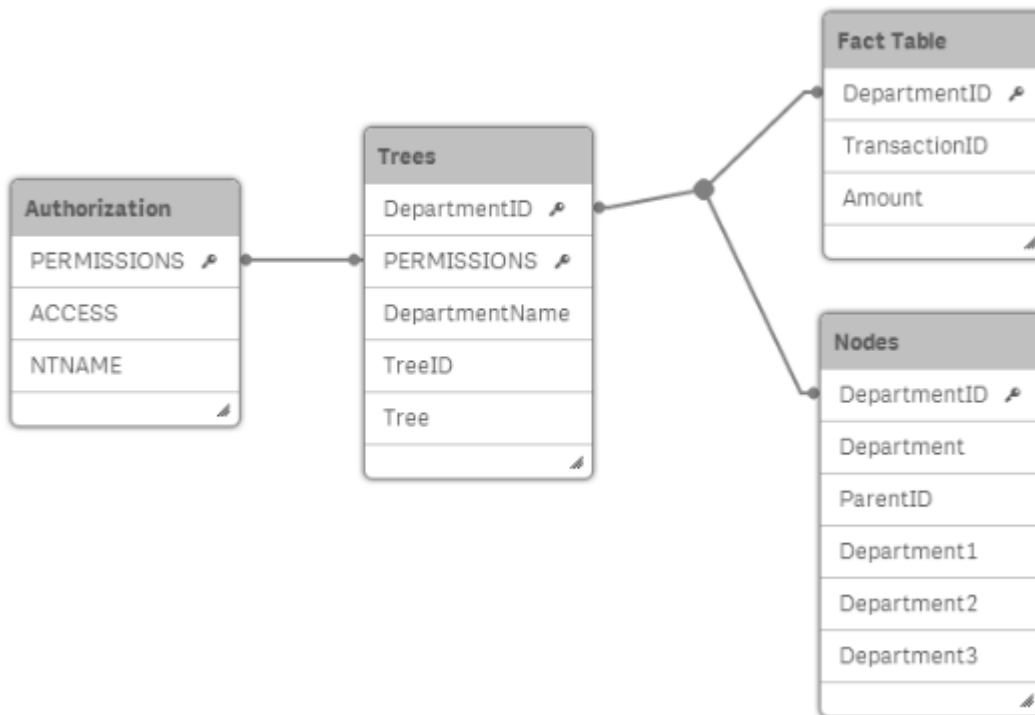 Authorization
PERMISSIONS
ACCESS
NTNAME
Trees
DepartmentID
PERMISSIONS
DepartmentName
TreeID
Tree
Fact Table
DepartmentID
TransactionID
Amount
Nodes
DepartmentID
Department
ParentID
Department1
Department2
Department3